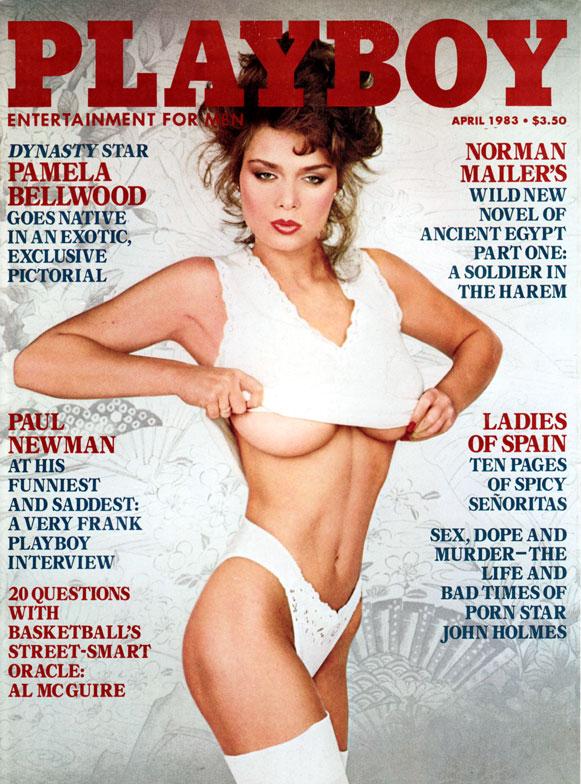 PLAYBOY
ENTERTAINMENT FOR MEN
APRIL 1983 • $3.50
DYNASTY STAR
PAMELA
BELLWOOD
GOES NATIVE
IN AN EXOTIC,
EXCLUSIVE
PICTORIAL
NORMAN
MAILER'S
WILD NEW
NOVEL OF
ANCIENT EGYPT
PART ONE:
A SOLDIER IN
THE HAREM
PAUL
NEWMAN
AT HIS
FUNNIEST
AND SADDEST:
A VERY FRANK
PLAYBOY
INTERVIEW
20 QUESTIONS
WITH
BASKETBALL'S
STREET-SMART
ORACLE:
AL MC GUIRE
LADIES
OF SPAIN
TEN PAGES
OF SPICY
SEÑORITAS
SEX, DOPE AND
MURDER–THE
LIFE AND
BAD TIMES OF
PORN STAR
JOHN HOLMES